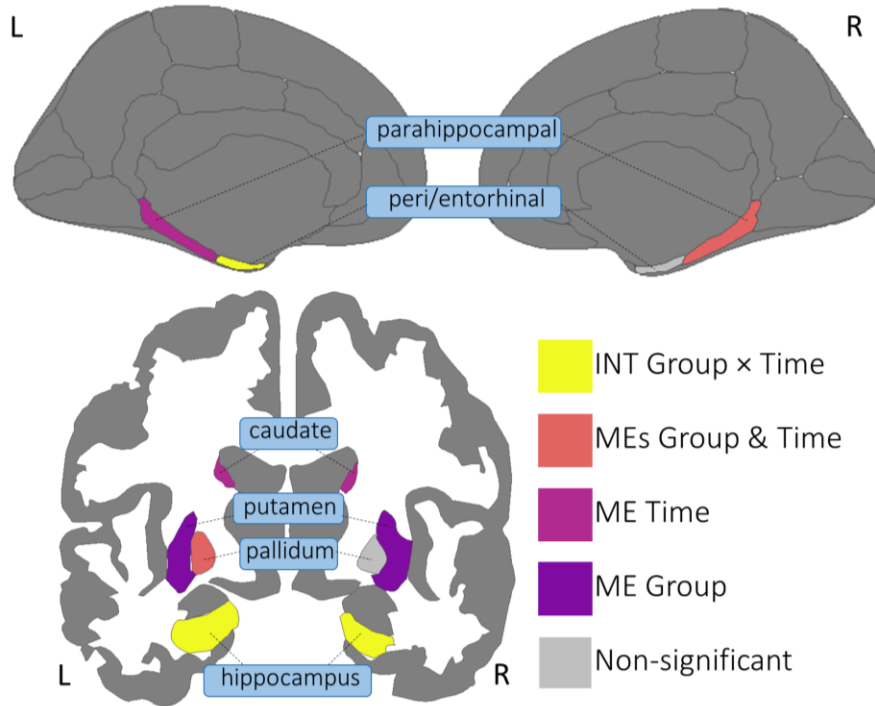 L
R
parahippocampal
peri/entorhinal
INT Group × Time
MEs Group & Time
caudate
ME Time
putamen
pallidum
ME Group
Non-significant
L
R
hippocampus